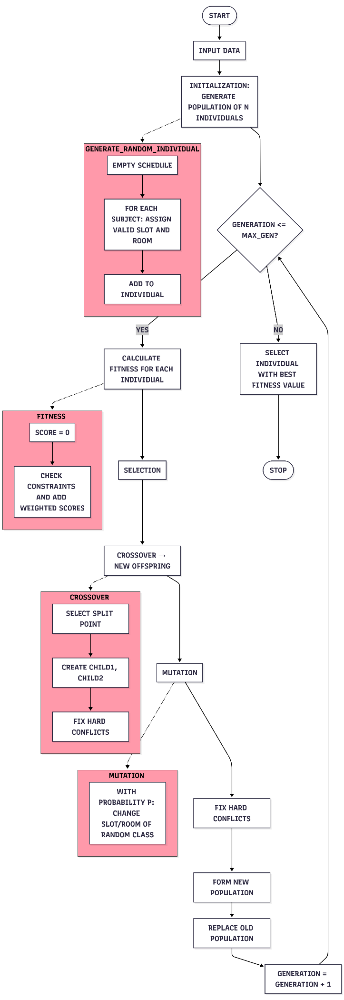 START
INPUT DATA
INITIALIZATION:
GENERATE
POPULATION OF N
INDIVIDUALS
GENERATE_RANDOM_INDIVIDUAL
EMPTY SCHEDULE
FOR EACH
SUBJECT: ASSIGN
VALID SLOT AND
ROOM
ADD TO
INDIVIDUAL
GENERATION <=
MAX_GEN?
YES
NO
CALCULATE
FITNESS FOR EACH
INDIVIDUAL
SELECT
INDIVIDUAL
WITH BEST
FITNESS VALUE
FITNESS
SCORE = 0
CHECK
CONSTRAINTS
AND ADD
WEIGHTED SCORES
SELECTION
STOP
CROSSOVER →
NEW OFFSPRING
CROSSOVER
SELECT SPLIT
POINT
CREATE CHILD1,
CHILD2
FIX HARD
CONFLICTS
MUTATION
MUTATION
WITH
PROBABILITY P:
CHANGE
SLOT/ROOM OF
RANDOM CLASS
FIX HARD
CONFLICTS
FORM NEW
POPULATION
REPLACE OLD
POPULATION
GENERATION =
GENERATION + 1